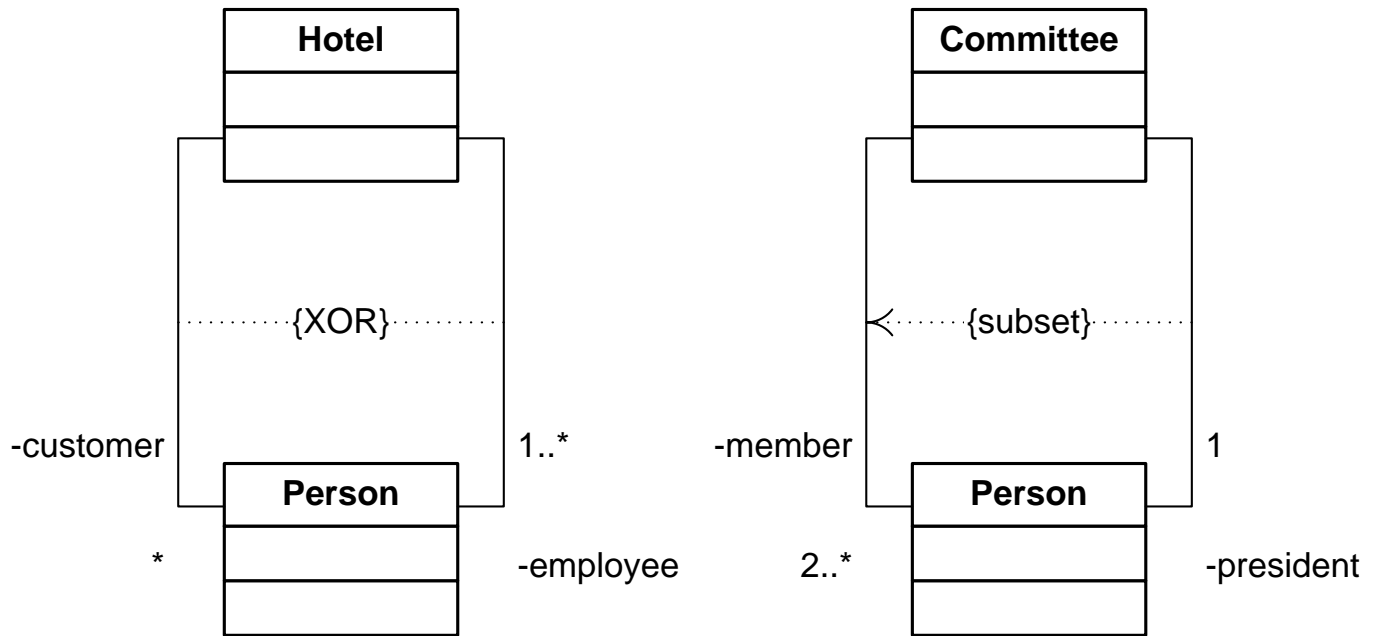 Hotel
Committee
{XOR}
{subset}
-customer
1..*
-member
1
Person
Person
*
-employee
2..*
-president